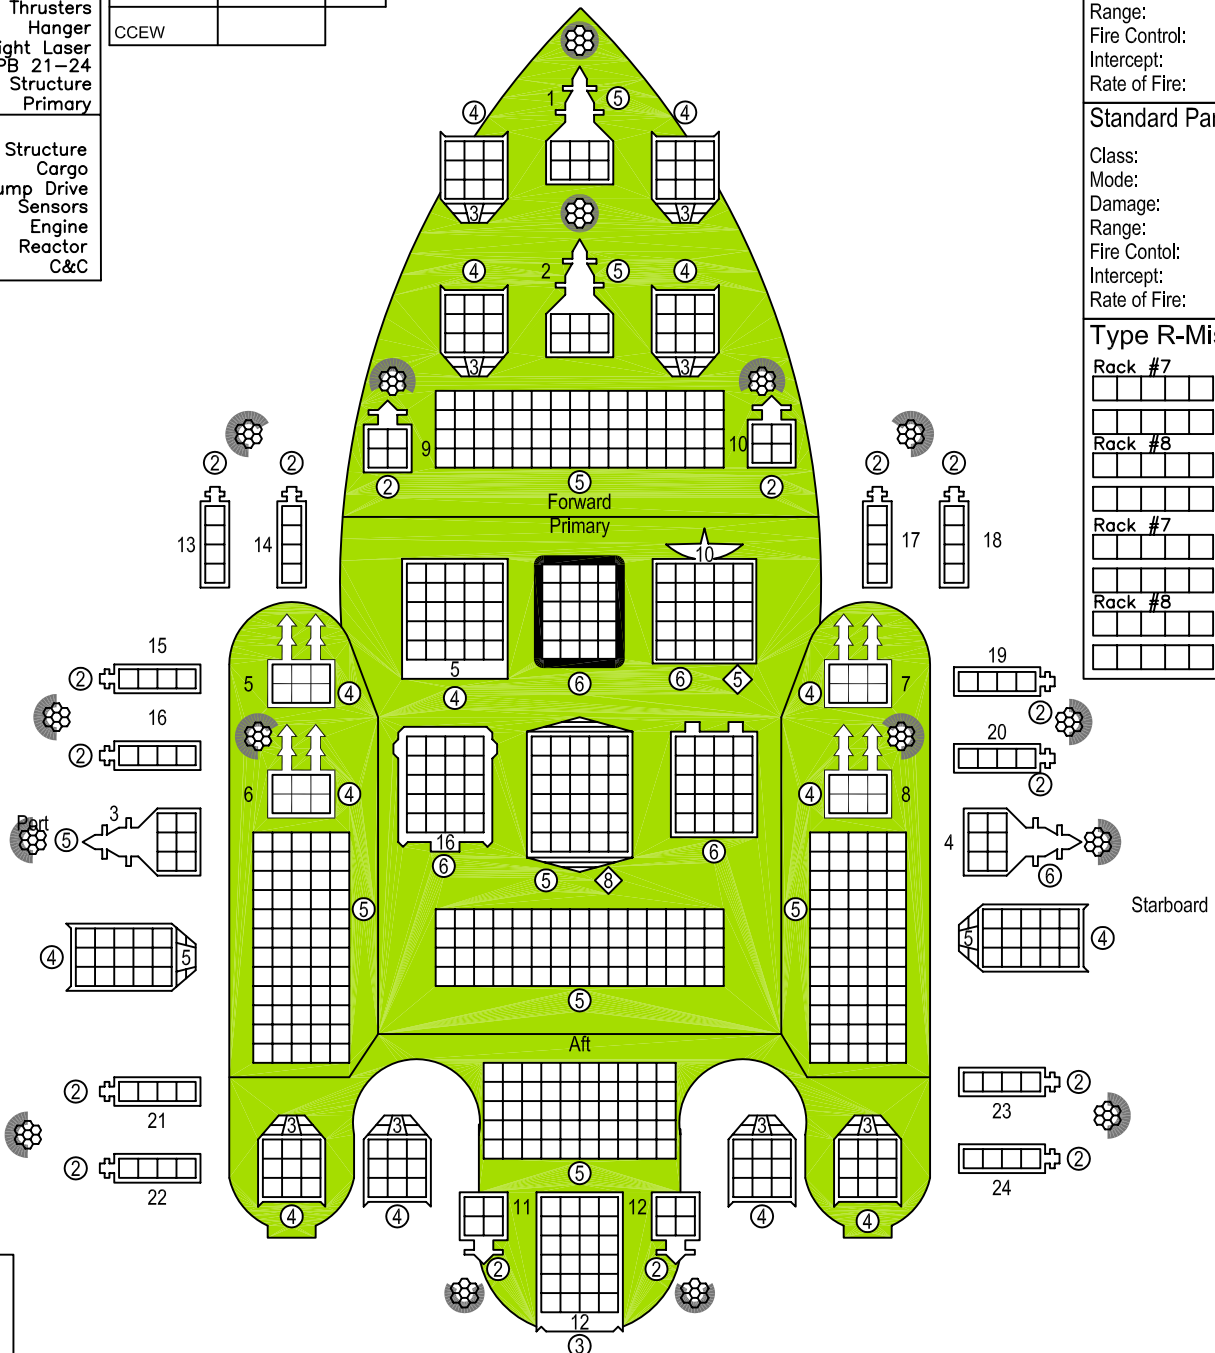 Thrusters
Hanger
ight Laser
PB 21-24
Structure
Primary
Structure
Cargo
ump Drive
Sensors
Engine
Reactor
C&C
CCEW
Range:
Fire Control:
Intercept:
Rate of Fire:
Standard Par
Class:
Mode:
Damage:
Range:
Fire Contol:
Intercept:
Rate of Fire:
Type R-Mis
Rack #7
Rack #8
Rack #7
Rack #8
1
5
4
4
3
3
2
5
4
4
3
3
9
10
2
5
2
Forward
Primary
2
2
2
2
13
14
17
18
10
5
4
6
6
5
15
2
16
2
5
4
4
7
6
4
4
8
19
2
20
2
Port
5
3
4
6
16
6
5
8
6
5
5
5
4
5
5
4
Starboard
Aft
2
21
2
22
2
23
2
24
3
3
3
3
4
4
4
4
5
11
12
2
2
12
3